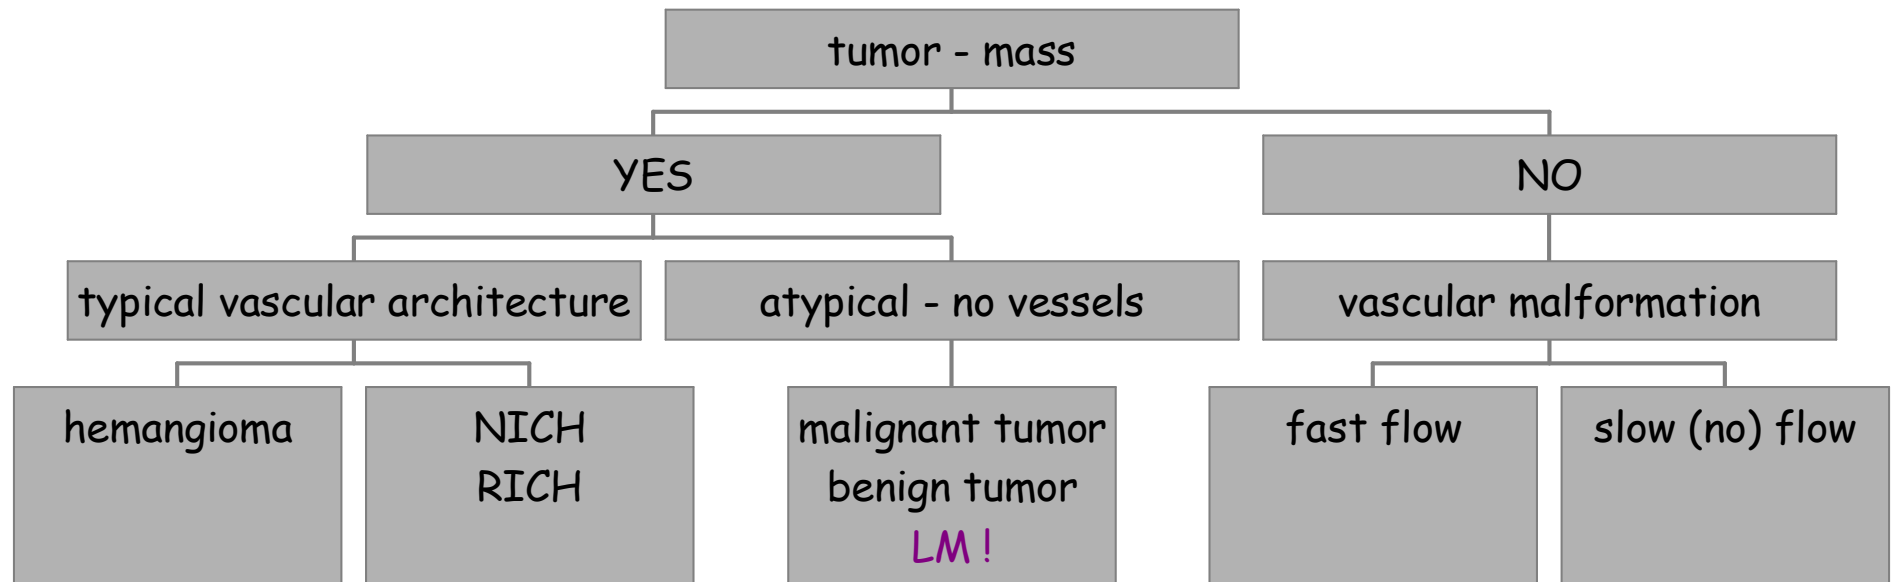 tumor - mass
YES
NO
typical vascular architecture
atypical - no vessels
vascular malformation
hemangioma
NICH
RICH
malignant tumor
benign tumor
LM !
fast flow
slow (no) flow